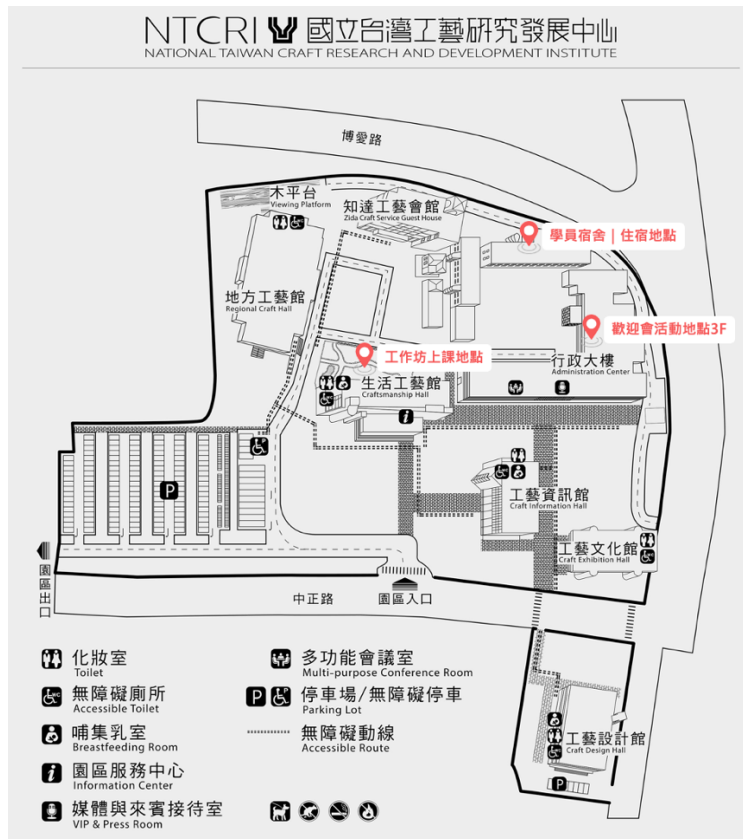 NTCRI 國立台灣工藝研究發展中心
NATIONAL TAIWAN CRAFT RESEARCH AND DEVELOPMENT INSTITUTE
博愛路
木平台
Viewing Platform
知達工藝會館
Zida Craft Service Guest House
學員宿舍｜住宿地點
地方工藝館
Regional Craft Hall
歡迎會活動地點3F
工作坊上課地點
行政大樓
Administration Center
生活工藝館
Craftsmanship Hall
工藝資訊館
Craft Information Hall
P
工藝文化館
Craft Exhibition Hall
園區出口
中正路
園區入口
化妝室
Toilet
多功能會議室
Multi-purpose Conference Room
無障礙廁所
Accessible Toilet
P
停車場/無障礙停車
Parking Lot
哺集乳室
Breastfeeding Room
無障礙動線
Accessible Route
工藝設計館
Craft Design Hall
園區服務中心
Information Center
P
媒體與來賓接待室
VIP & Press Room